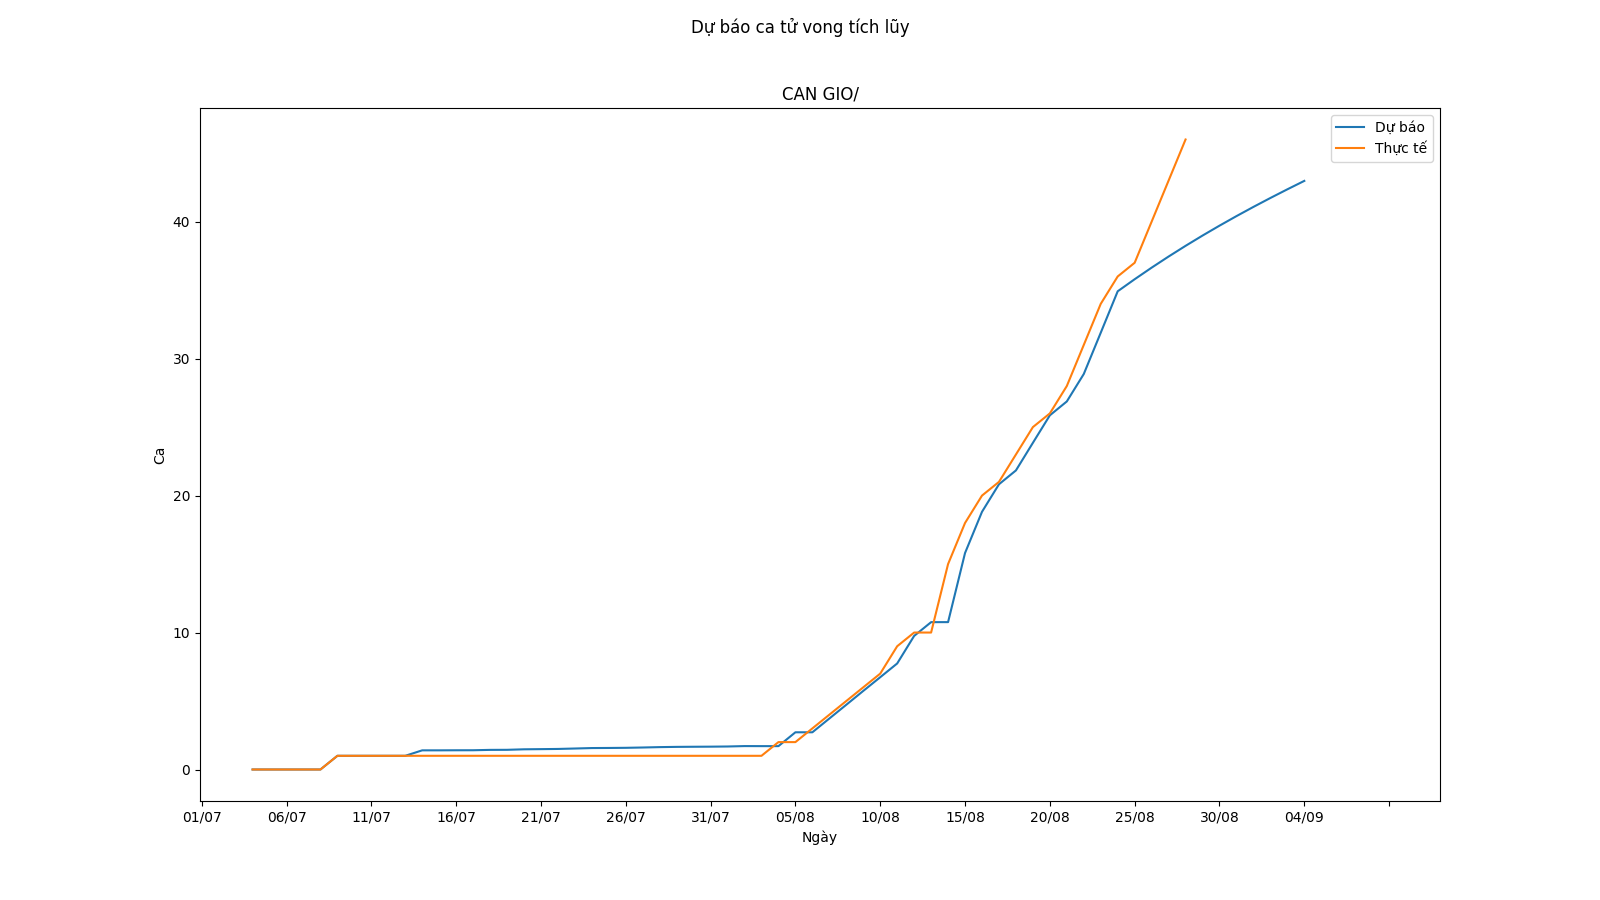 Dự báo ca tử vong tích lũy
CAN GIO/
Dự báo
Thực tế
Ca
40
30
20
10
0
01/07 06/07 11/07 16/07 21/07 26/07 31/07 05/08 10/08 15/08 20/08 25/08 30/08 04/09
Ngày